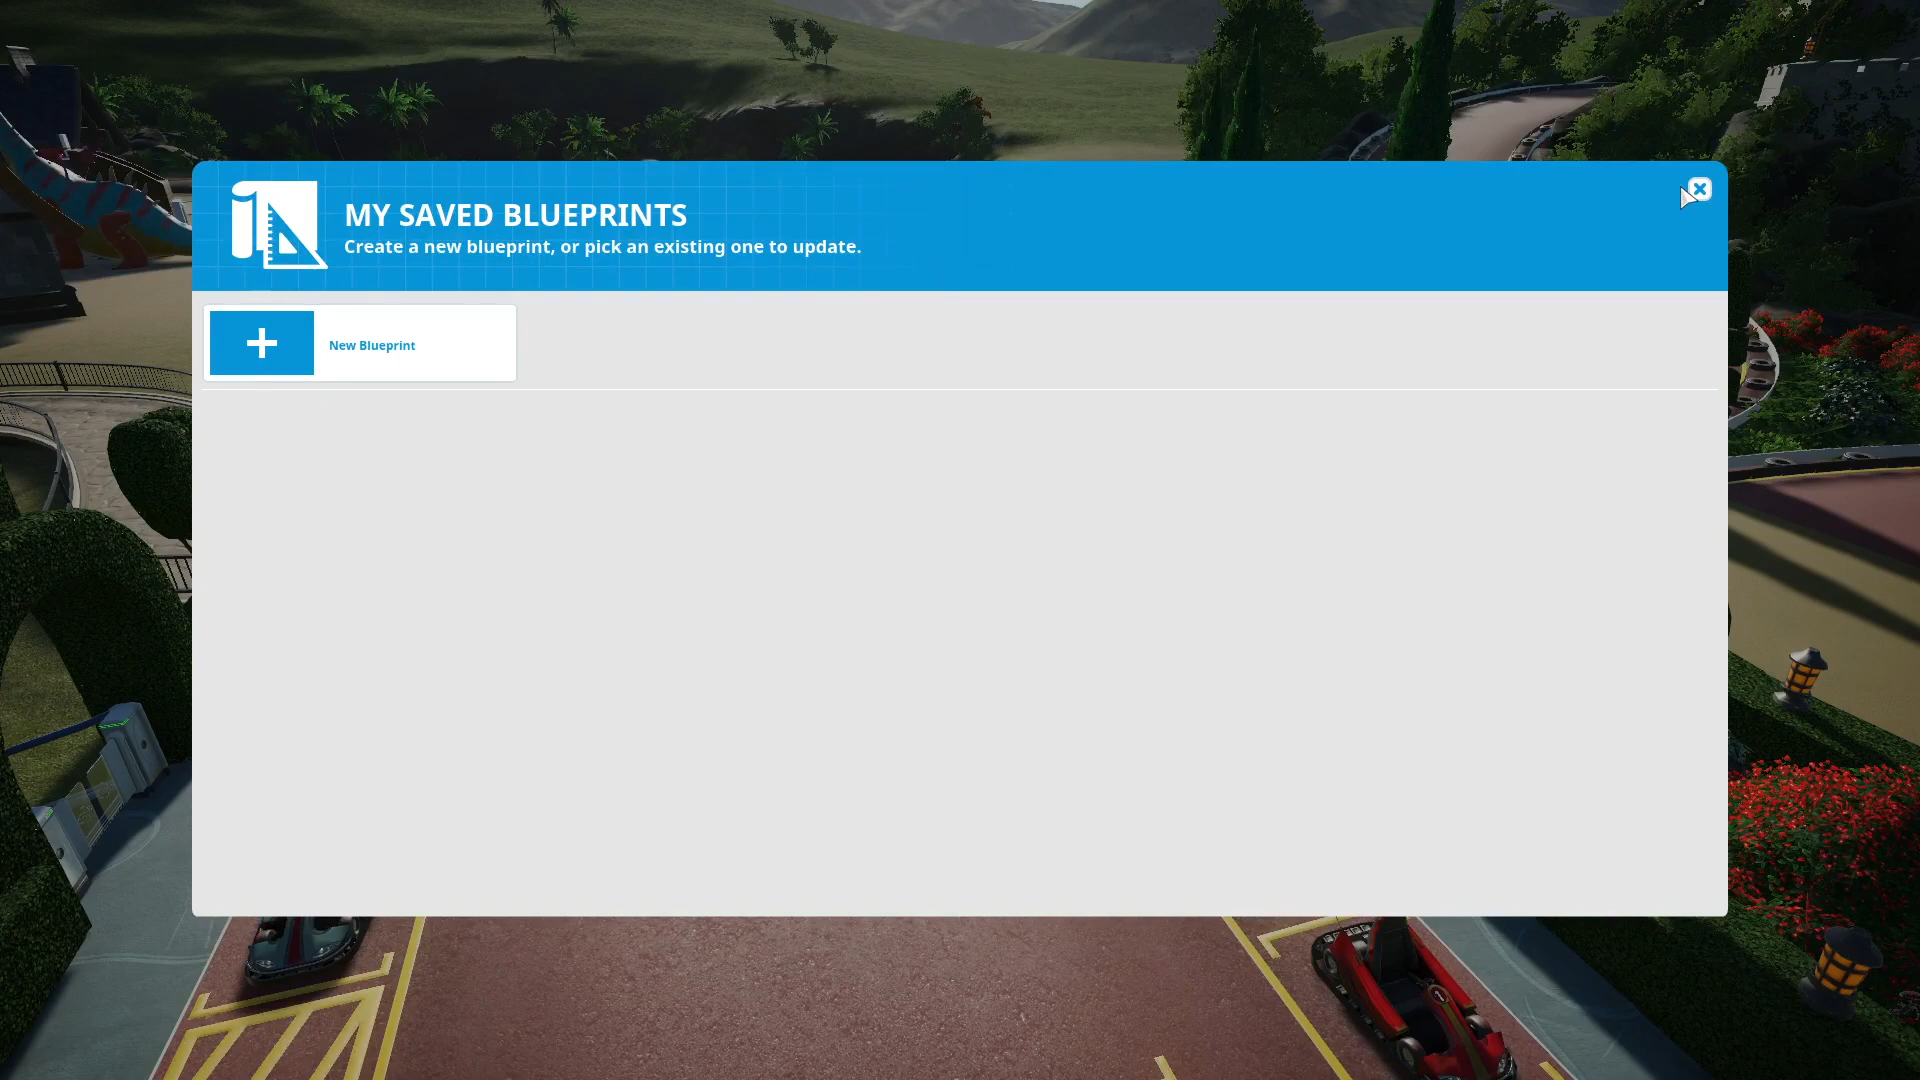 MY SAVED BLUEPRINTS
Create a new blueprint, or pick an existing one to update.
New Blueprint